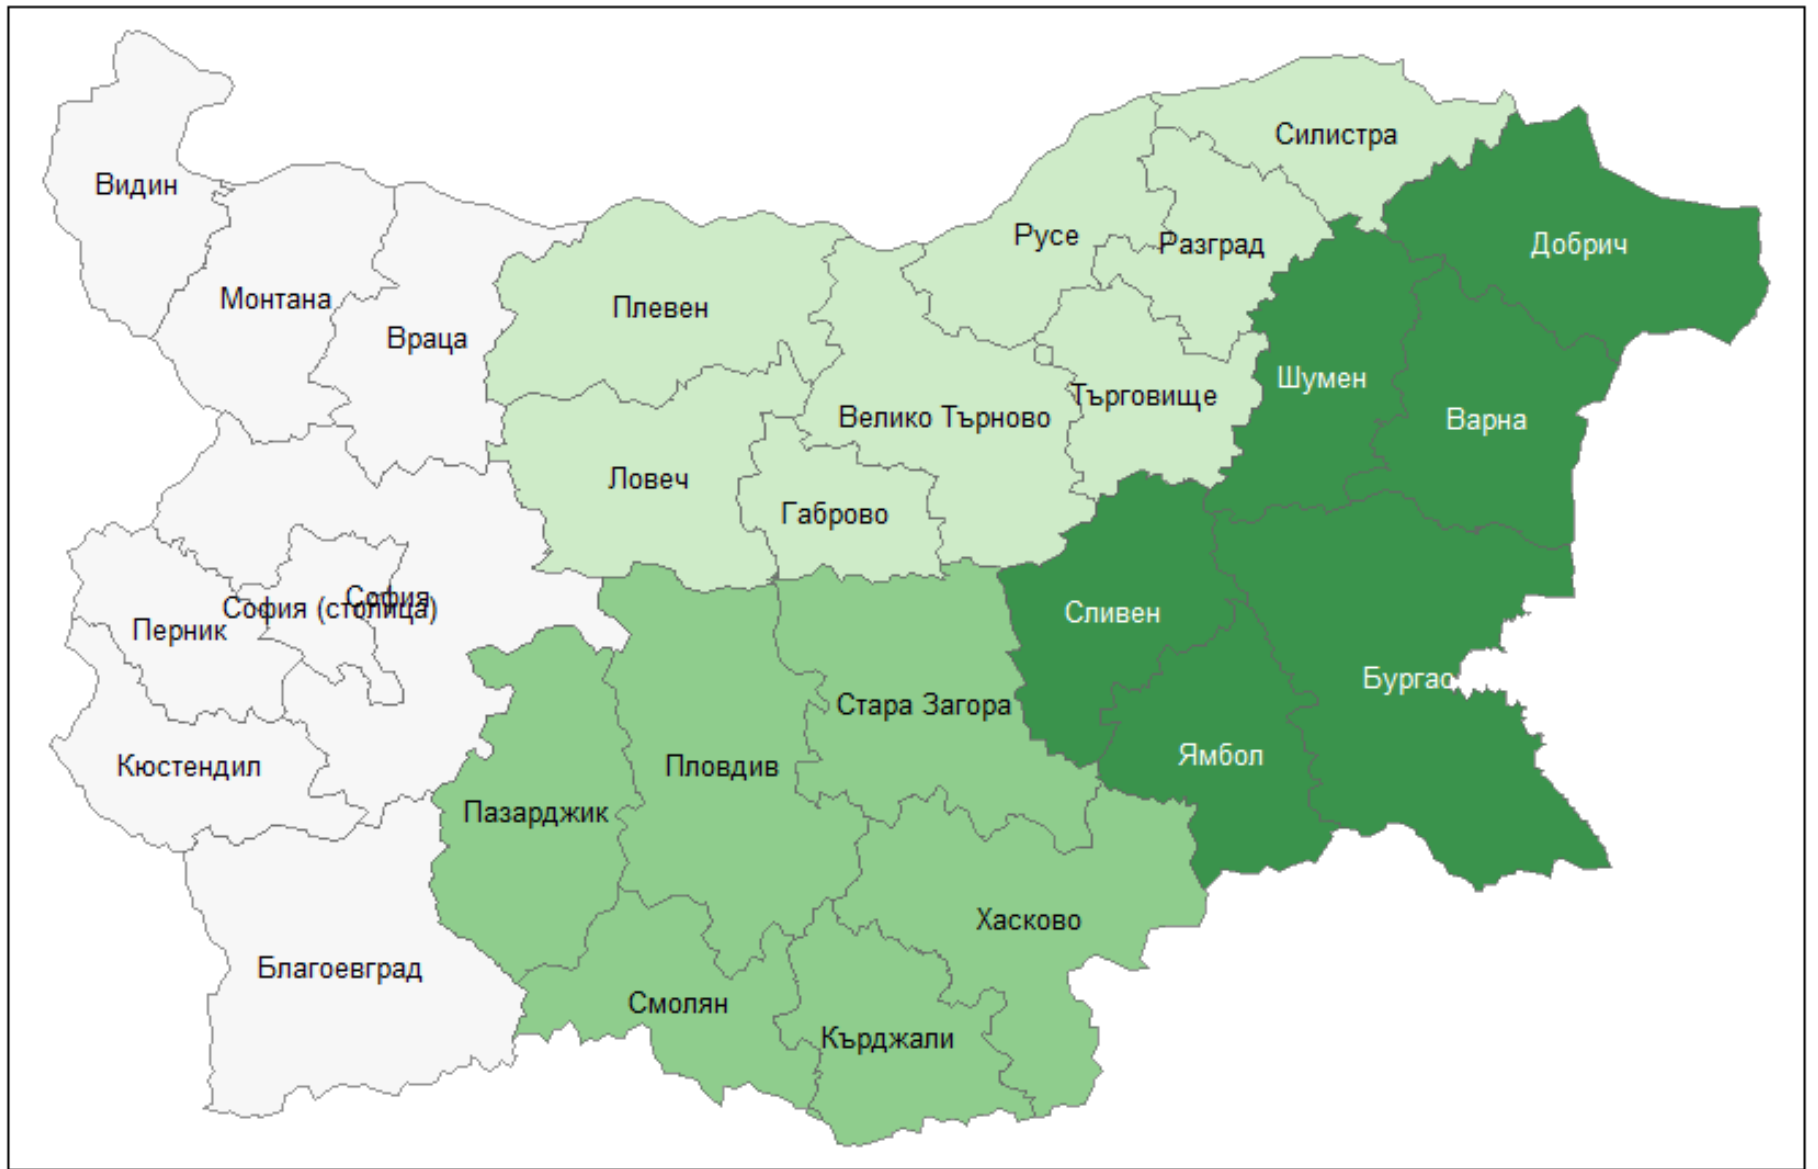 Силистра
Видин
Русе
Разград
Добрич
Монтана
Плевен
Враца
Шумен
Търговище
Велико Търново
Варна
Ловеч
Габрово
София
София (столица)
Сливен
Перник
Бургас
Стара Загора
Ямбол
Кюстендил
Пловдив
Пазарджик
Хасково
Благоевград
Смолян
Кърджали